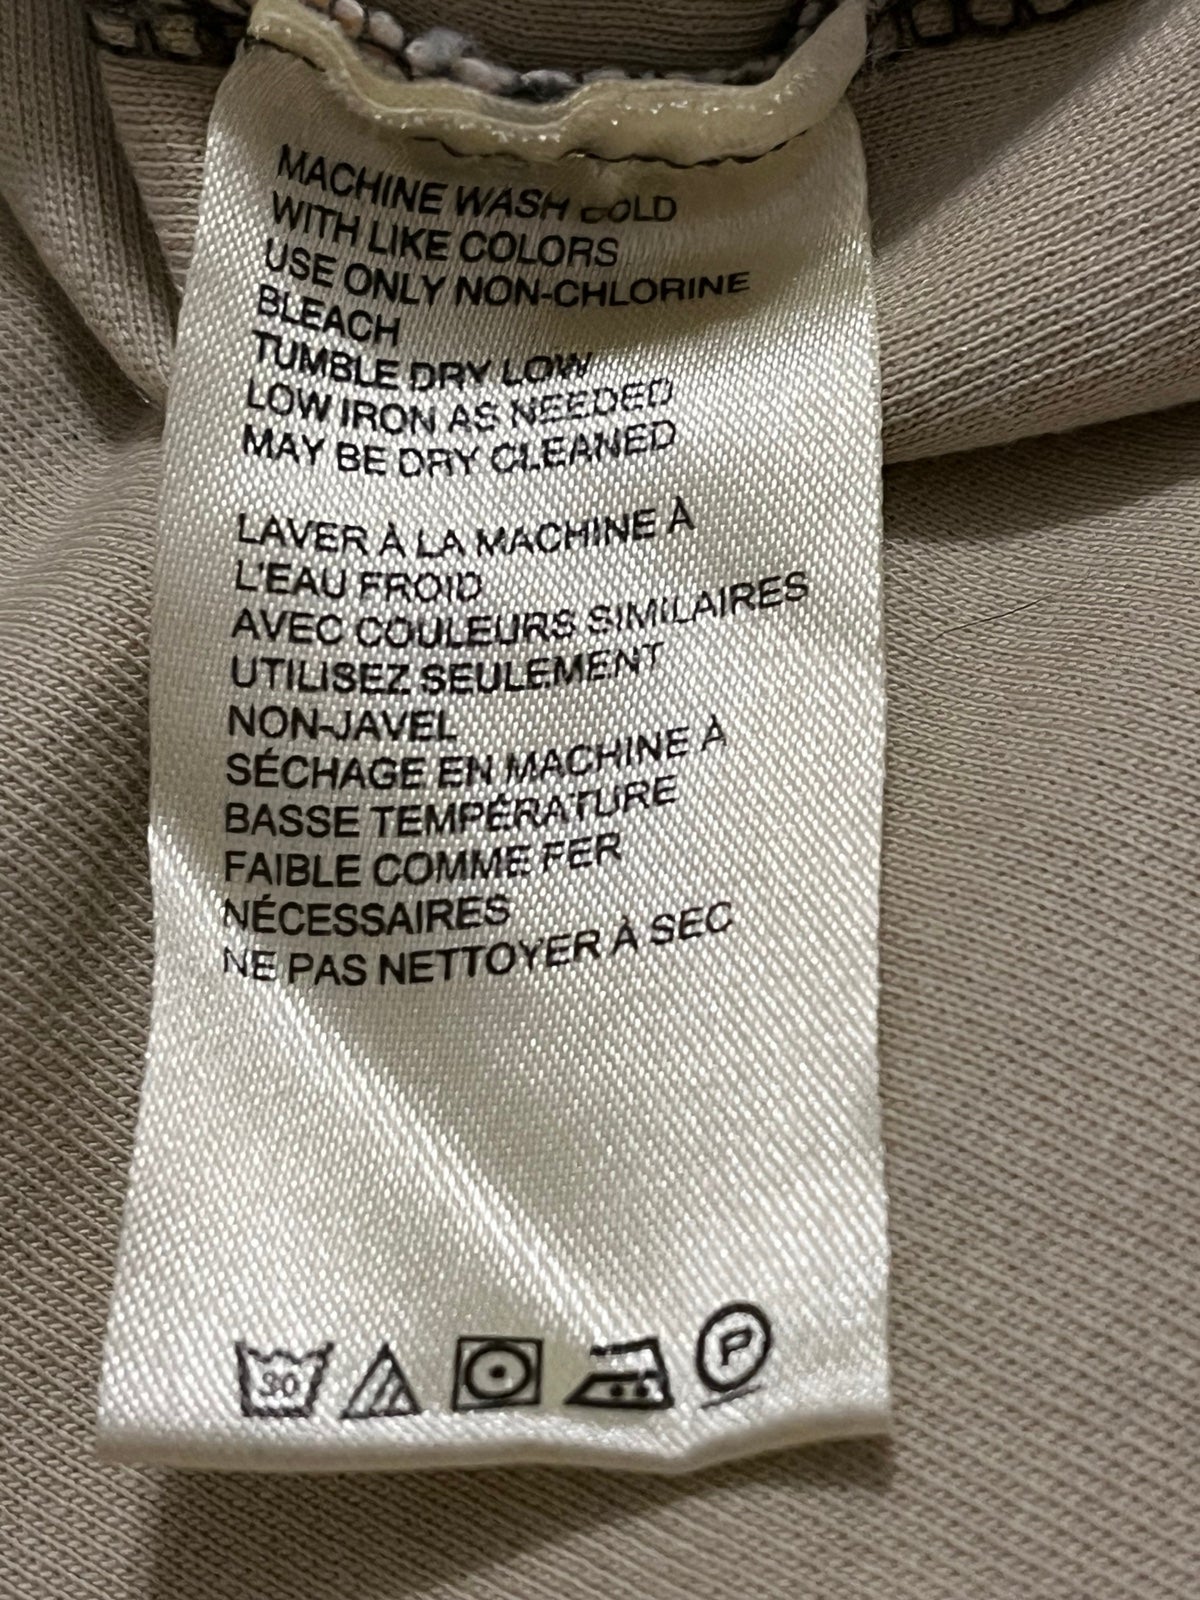 MACHINE WASH COLD
WITH LIKE COLORS
USE ONLY NON-CHLORINE
BLEACH
TUMBLE DRY LOW
LOW IRON AS NEEDED
MAY BE DRY CLEANED
LAVER À LA MACHINE À
L'EAU FROID
AVEC COULEURS SIMILAIRES
UTILISEZ SEULEMENT
NON-JAVEL
SÉCHAGE EN MACHINE À
BASSE TEMPÉRATURE
FAIBLE COMME FER
NÉCESSAIRES
NE PAS NETTOYER À SEC
30 P